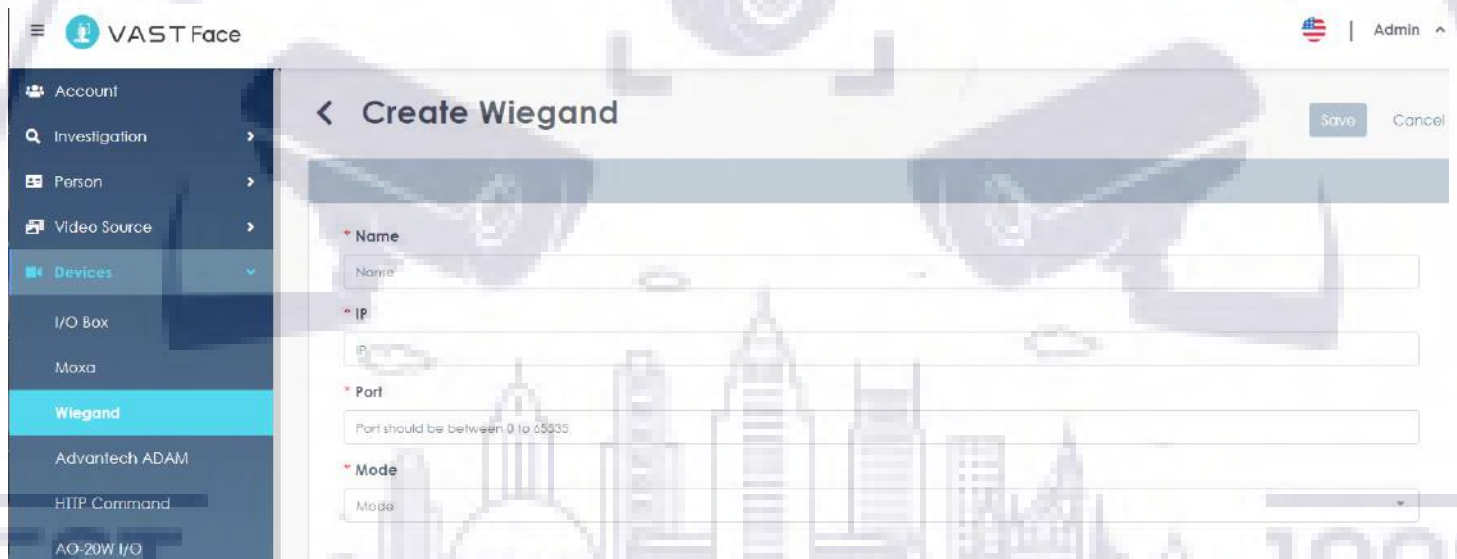 VAST Face
Admin
Account
Investigation
Person
Video Source
Devices
I/O Box
Moxa
Wiegand
Advantech ADAM
HTTP Command
AO-20W I/O
Create Wiegand
Save
Cancel
* Name
Name
* IP
IP
* Port
Port should be between 0 to 65535
* Mode
Mode